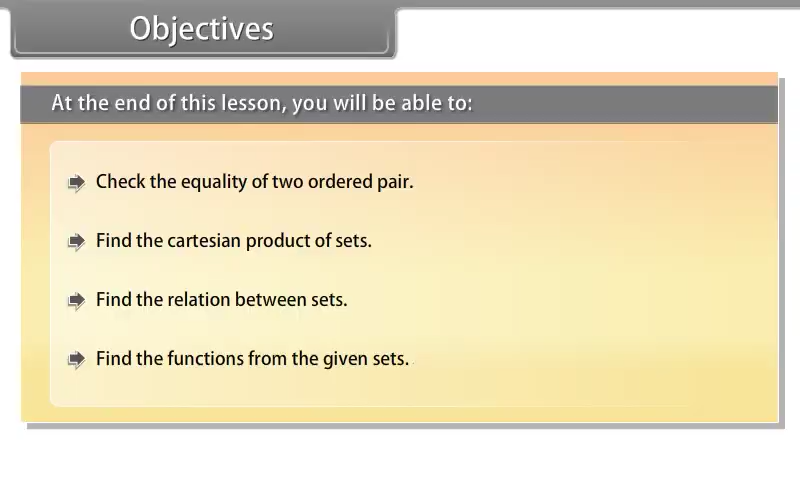 Objectives
At the end of this lesson, you will be able to:
Check the equality of two ordered pair.
Find the cartesian product of sets.
Find the relation between sets.
Find the functions from the given sets.